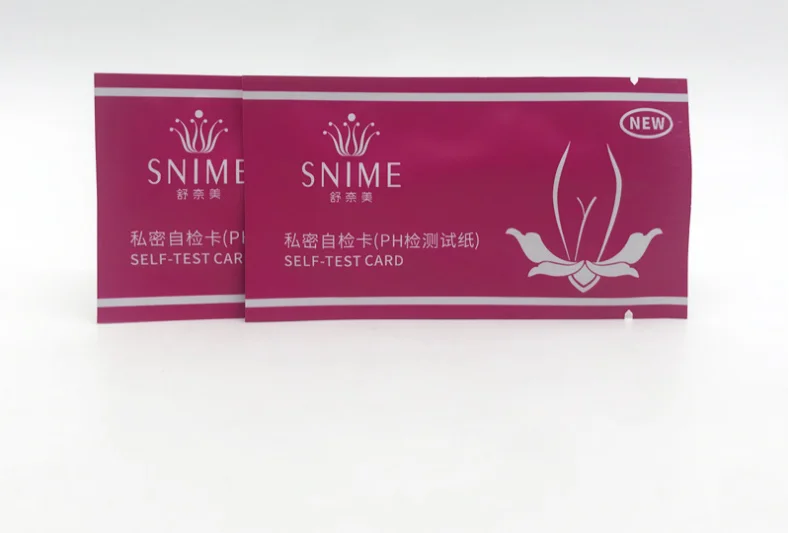 SNIME
舒奈美
私密自检卡(PH
SELF-TEST CAR
SNIME
舒奈美
私密自检卡(PH检测试纸)
SELF-TEST CARD
NEW